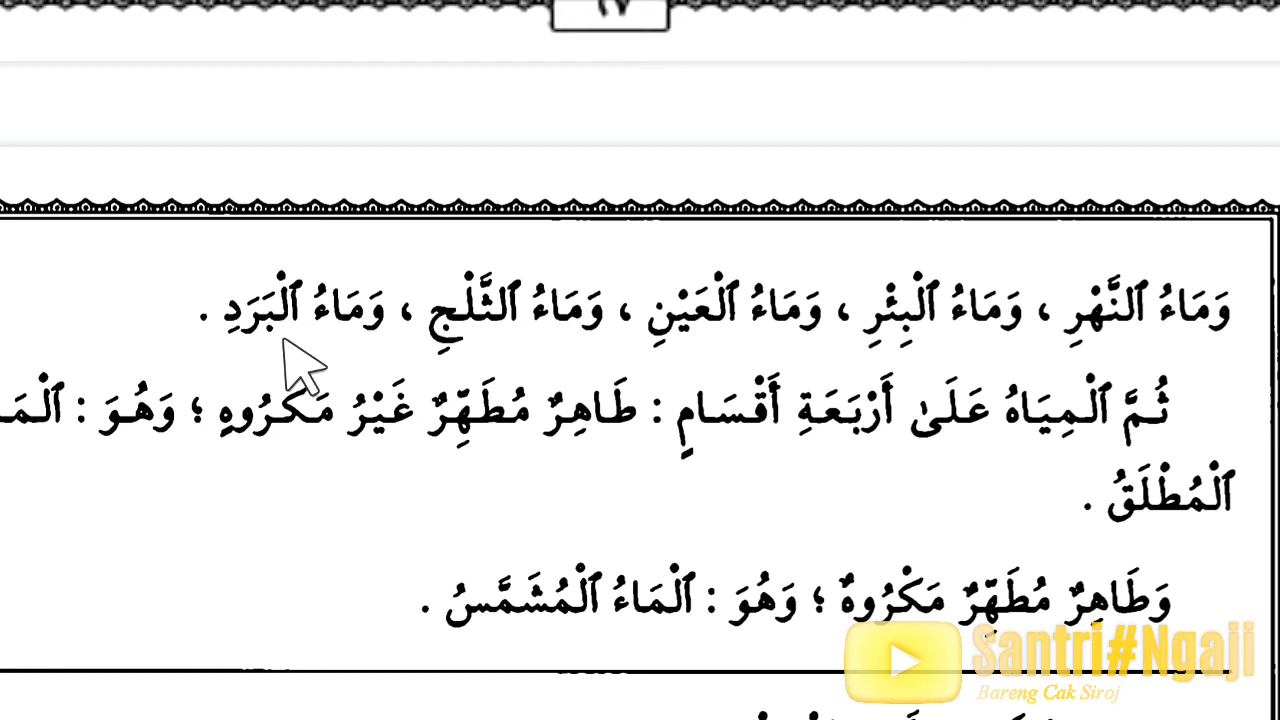 ١٧
وَمَاءُ ٱلنَّهْرِ ، وَمَاءُ ٱلْبِئْرِ ، وَمَاءُ ٱلْعَيْنِ ، وَمَاءُ ٱلثَّلْجِ ، وَمَاءُ ٱلْبَرَدِ .
ثُمَّ ٱلْمِيَاهُ عَلَىٰ أَرْبَعَةِ أَقْسَامٍ : طَاهِرٌ مُطَهِّرٌ غَيْرُ مَكْرُوهٍ ؛ وَهُوَ :
ٱلْمُطْلَقُ .
وَطَاهِرٌ مُطَهِّرٌ مَكْرُوهٌ ؛ وَهُوَ : ٱلْمَاءُ ٱلْمُشَمَّسُ .
Santri#Ngaji
Bareng Cak Siroj